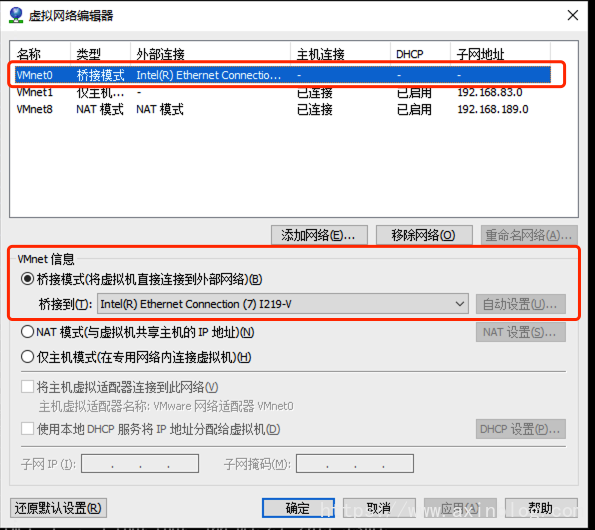 虚拟网络编辑器
名称 类型 外部连接 主机连接 DHCP 子网地址
VMnet0 桥接模式 Intel(R) Ethernet Connectio... - - -
VMnet1 仅主机... - 已连接 已启用 192.168.83.0
VMnet8 NAT 模式 NAT 模式 已连接 已启用 192.168.189.0
添加网络(E)... 移除网络(O) 重命名网络(A)...
VMnet 信息
桥接模式(将虚拟机直接连接到外部网络)(B)
桥接到(T): Intel(R) Ethernet Connection (7) I219-V 自动设置(U)...
NAT 模式(与虚拟机共享主机的 IP 地址)(N) NAT 设置(S)...
仅主机模式(在专用网络内连接虚拟机)(H)
将主机虚拟适配器连接到此网络(V)
主机虚拟适配器名称: VMware 网络适配器 VMnet0
使用本地 DHCP 服务将 IP 地址分配给虚拟机(D) DHCP 设置(P)...
子网 IP (I): . . . 子网掩码(M): . . .
还原默认设置(R) 确定 取消 应用(A) 帮助